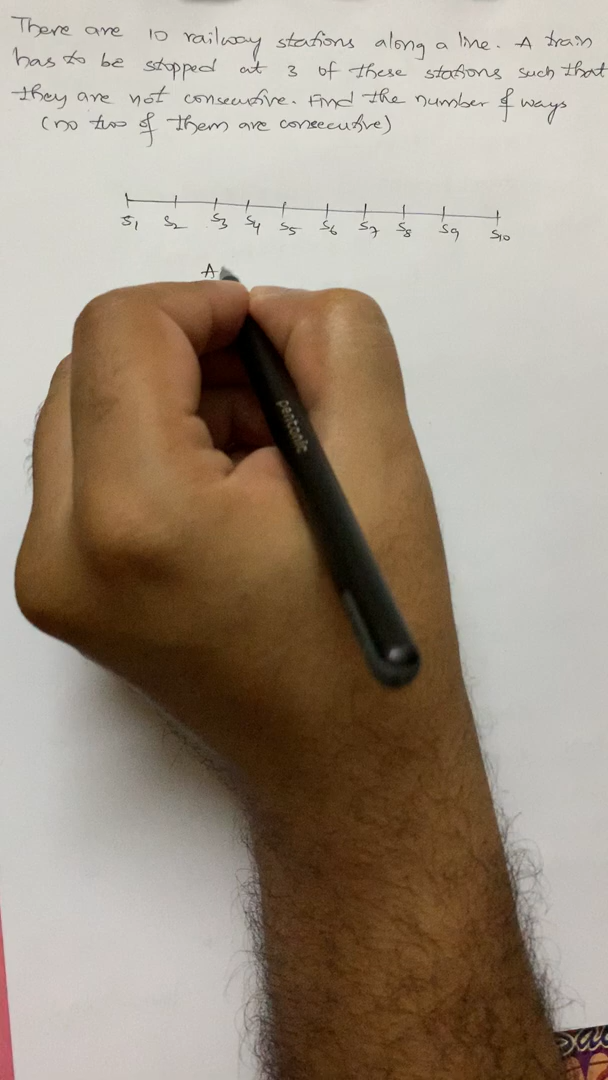 There are 10 railway stations along a line. A train
has to be stopped at 3 of these stations such that
they are not consecutive. Find the number of ways
(no two of them are consecutive)
S1 S2 S3 S4 S5 S6 S7 S8 S9 S10
A
pentonic